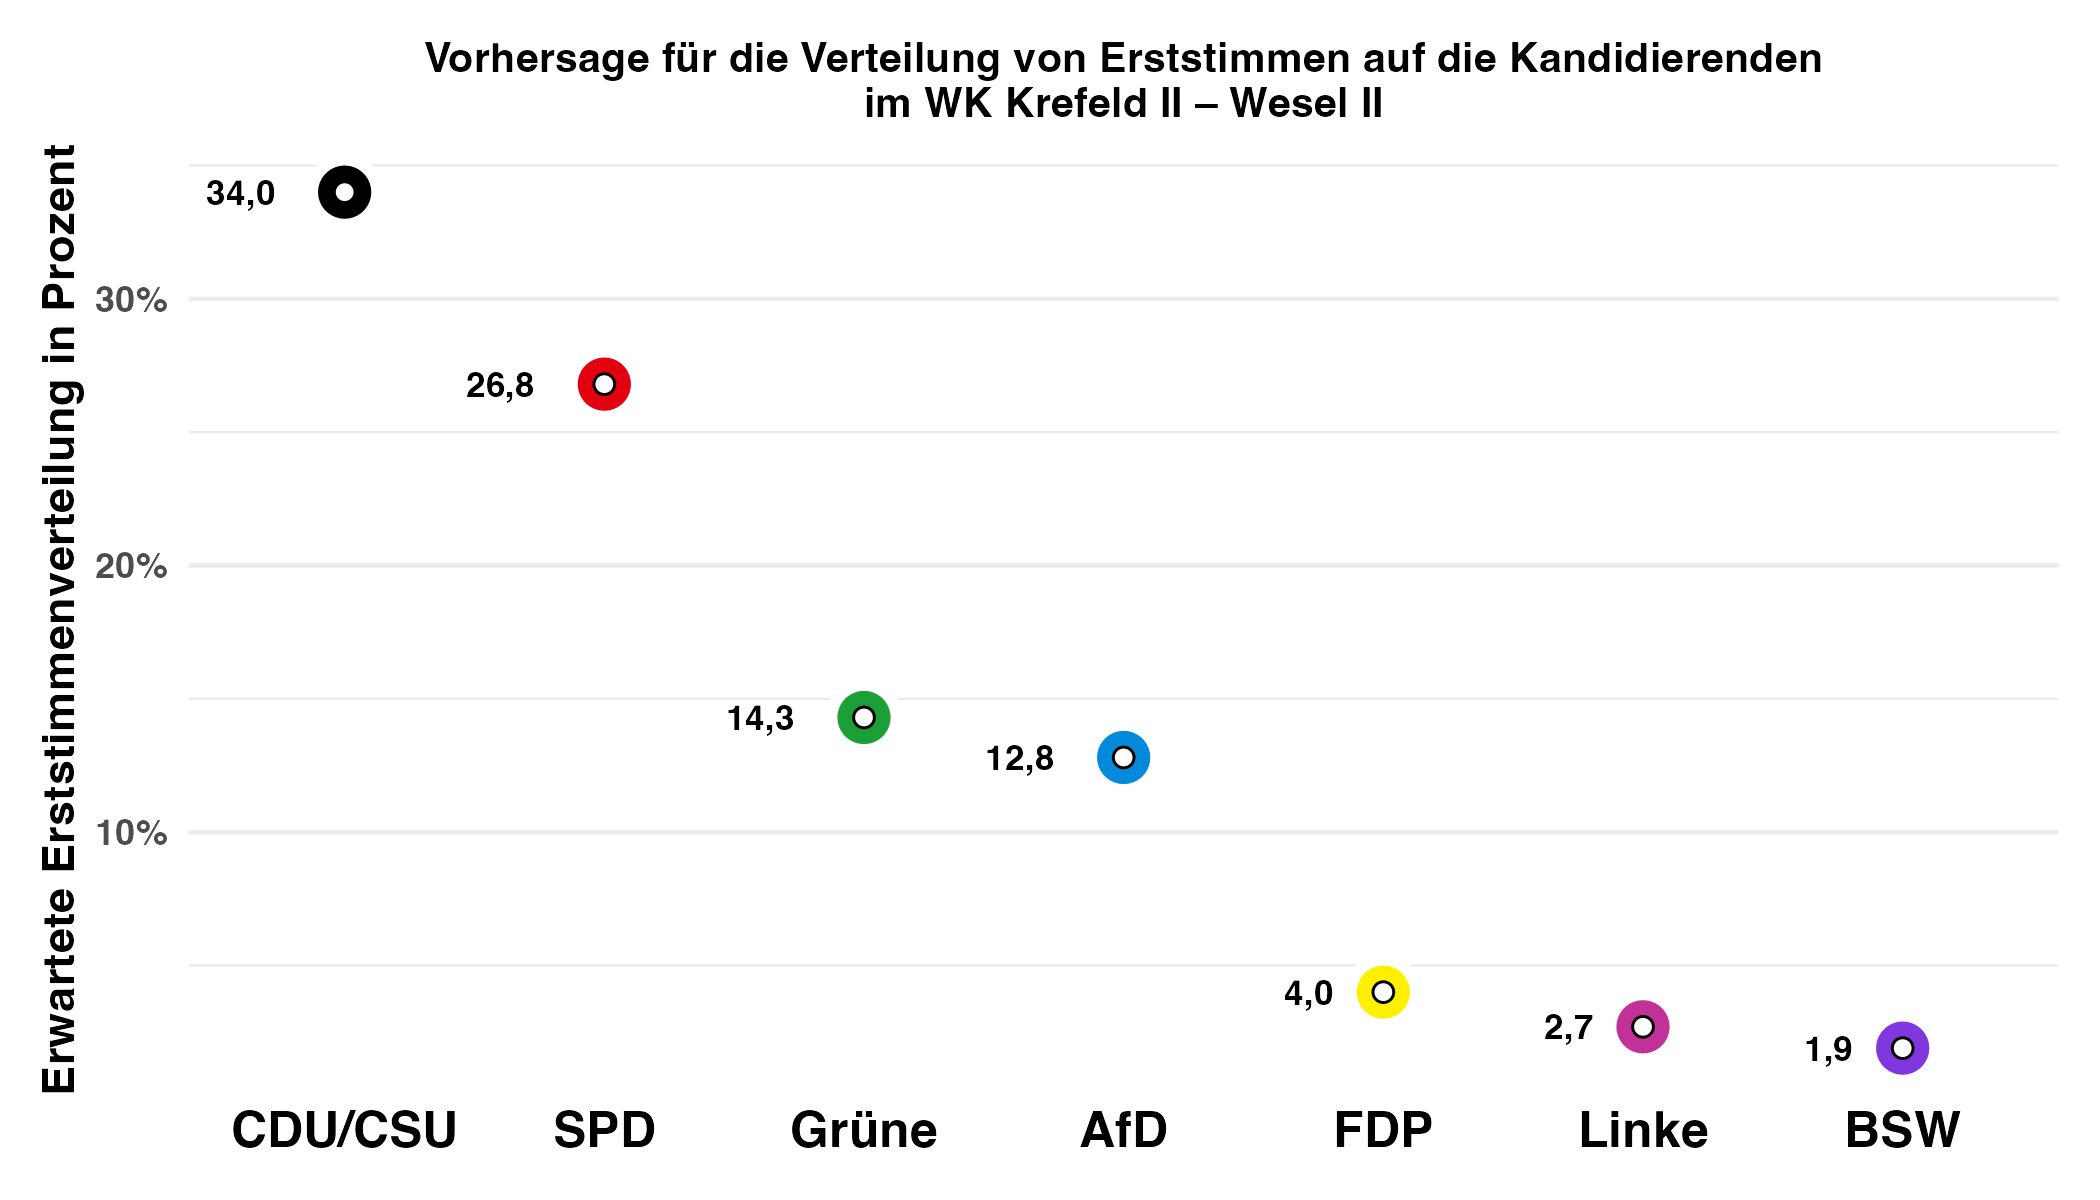 Vorhersage für die Verteilung von Erststimmen auf die Kandidierenden
im WK Krefeld II – Wesel II
Erwartete Erststimmenverteilung in Prozent
34,0
30%
26,8
20%
14,3
12,8
10%
4,0
2,7
1,9
CDU/CSU SPD Grüne AfD FDP Linke BSW